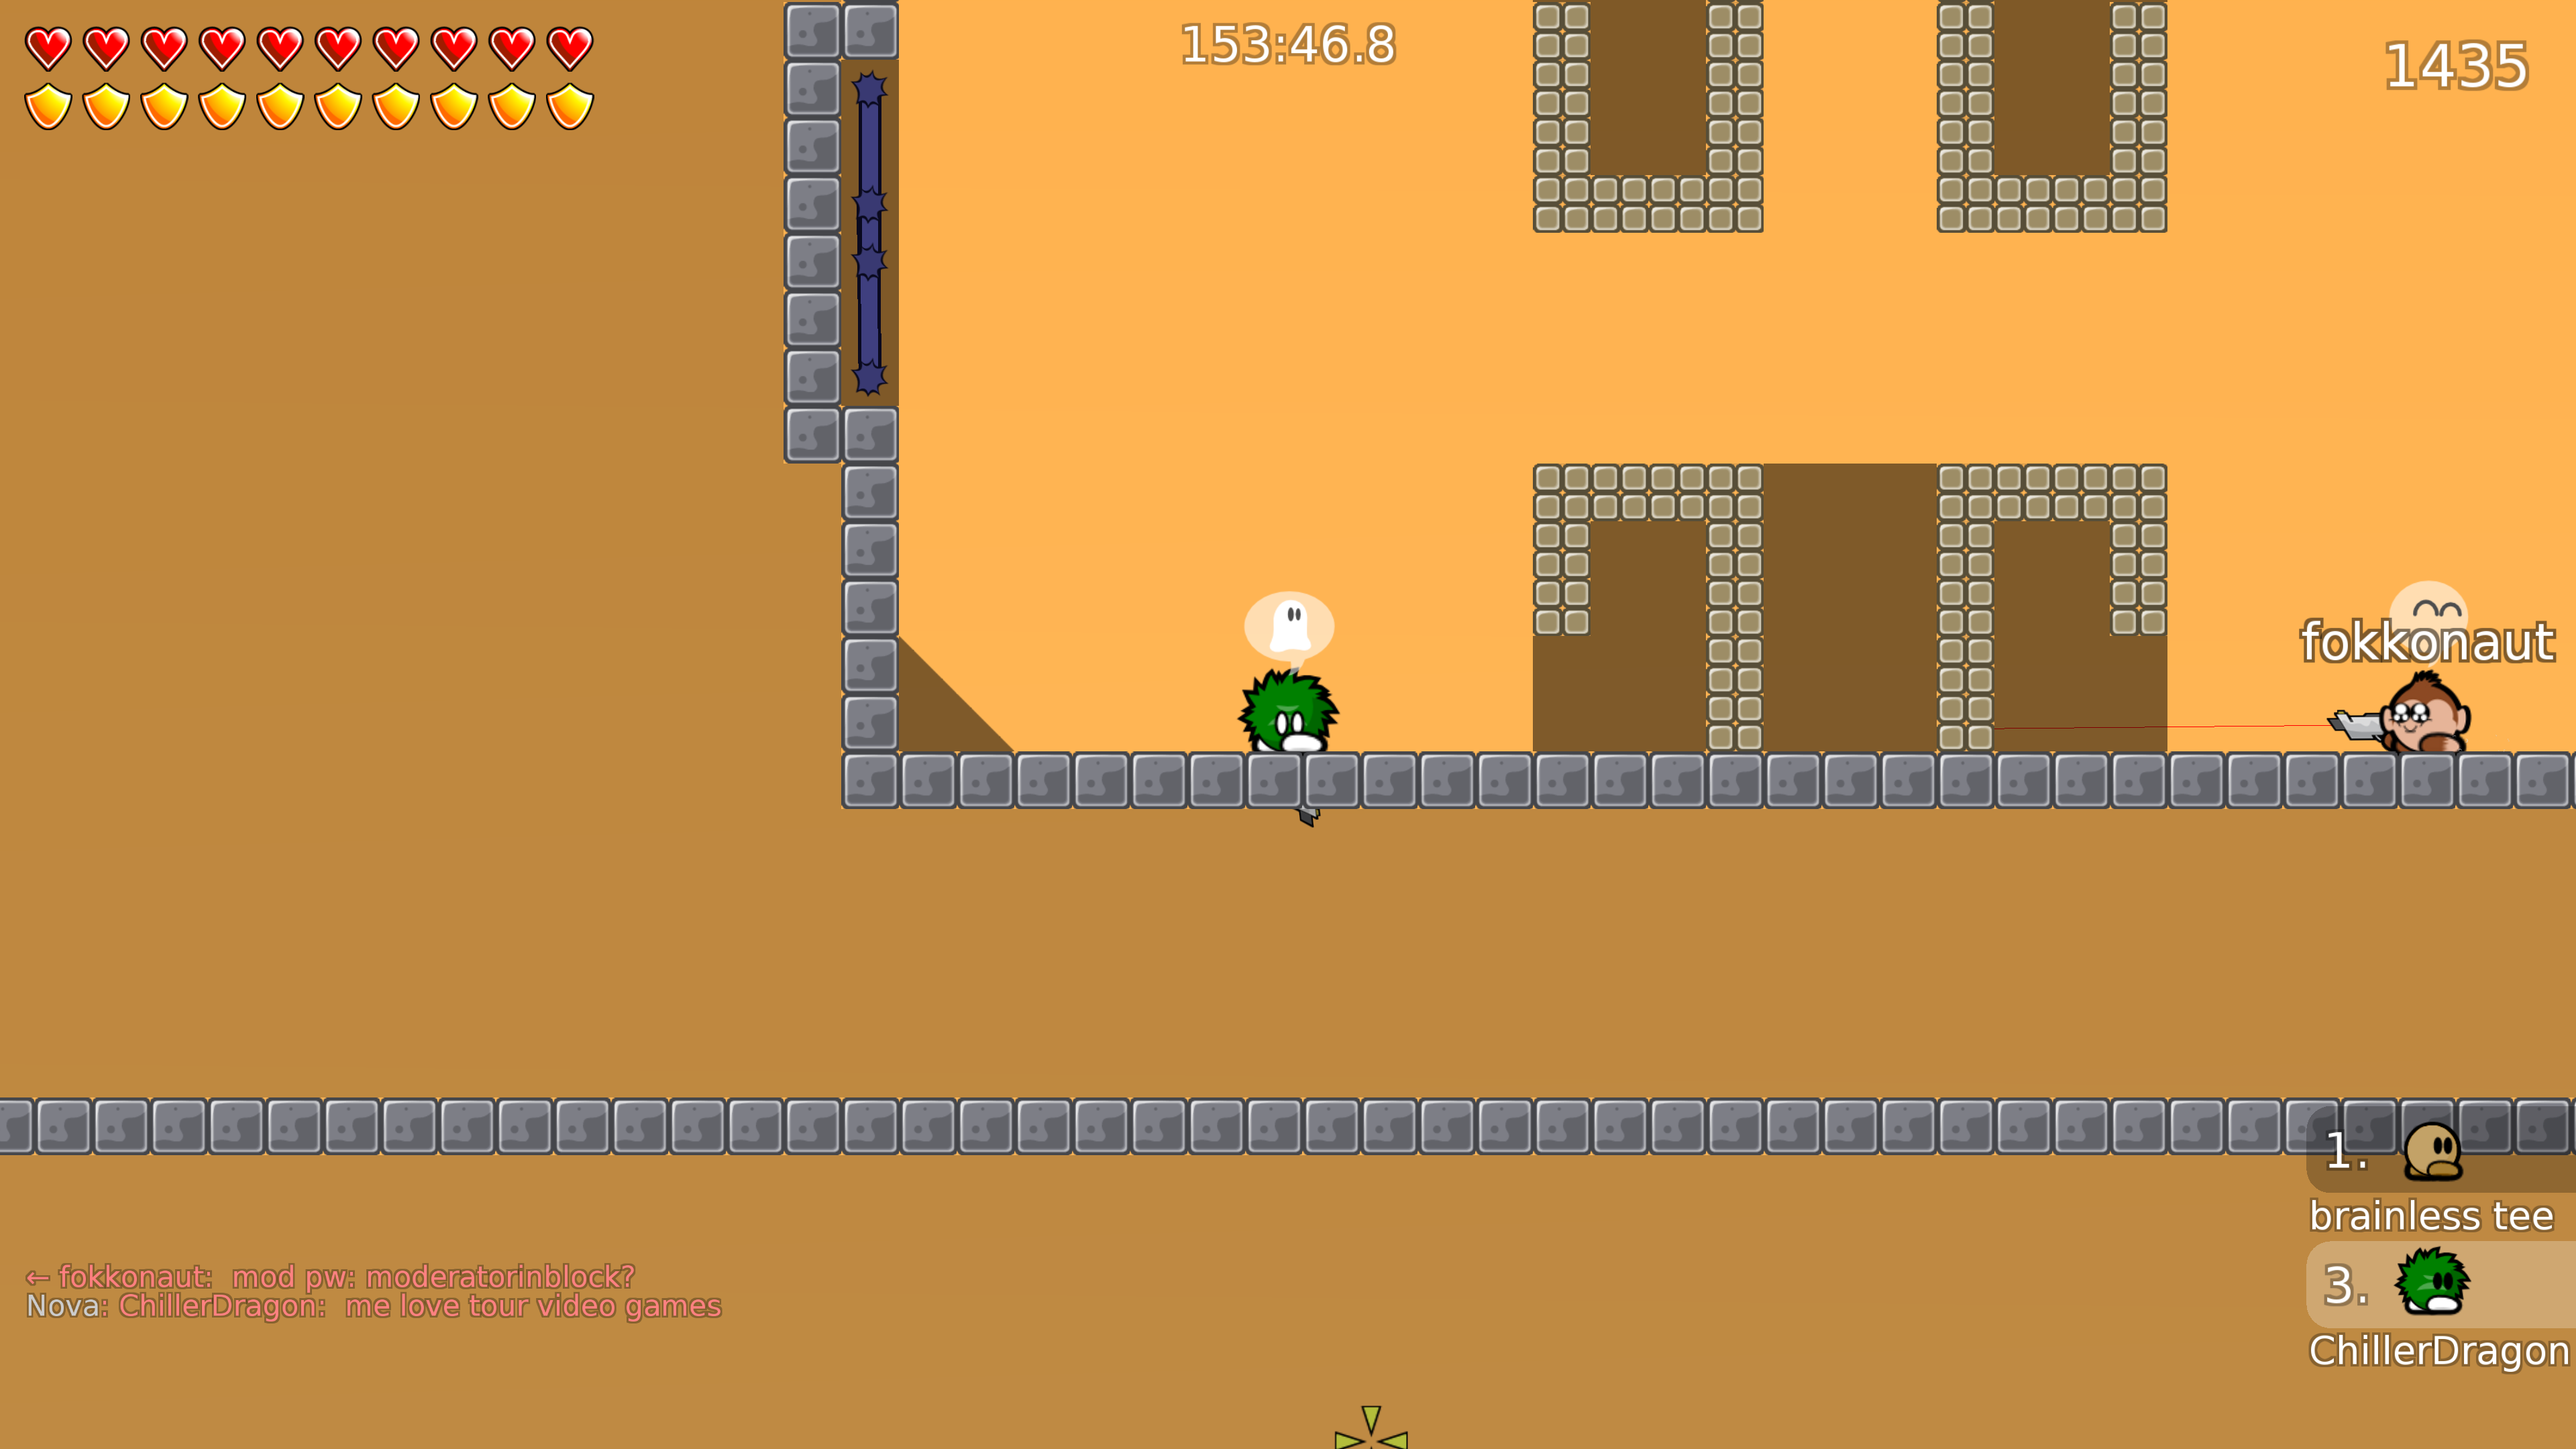 153:46.8
1435
fokkonaut
1.
brainless tee
← fokkonaut: mod pw: moderatorinblock?
3.
Nova: ChillerDragon: me love tour video games
ChillerDragon